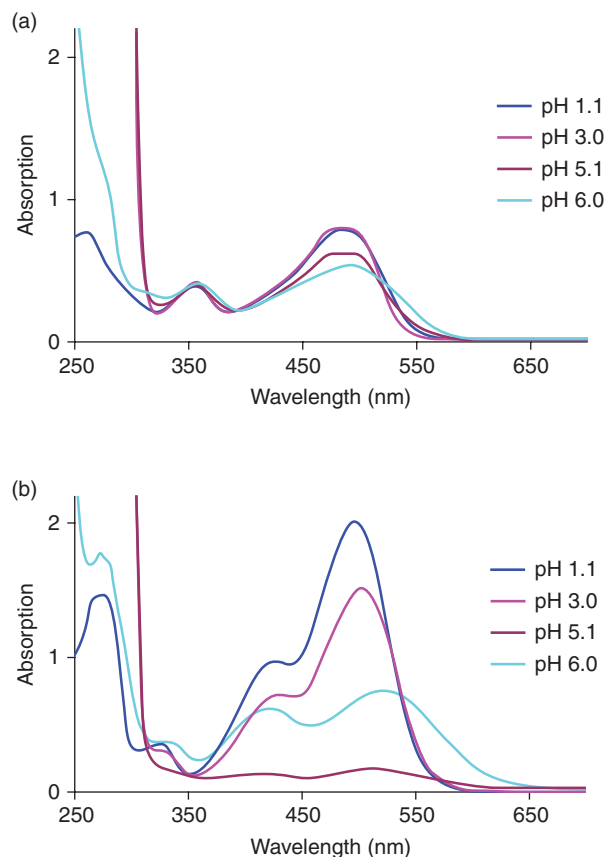 (a)
2
1
0
Absorption
250
350
450
550
650
Wavelength (nm)
pH 1.1
pH 3.0
pH 5.1
pH 6.0
(b)
2
1
0
Absorption
250
350
450
550
650
Wavelength (nm)
pH 1.1
pH 3.0
pH 5.1
pH 6.0